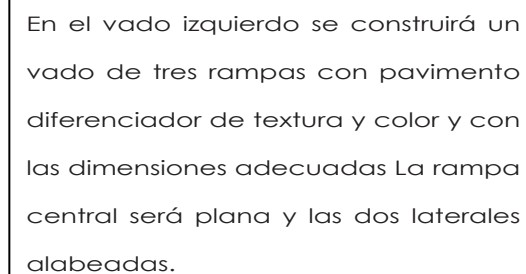 En el vado izquierdo se construirá un
vado de tres rampas con pavimento
diferenciador de textura y color y con
las dimensiones adecuadas La rampa
central será plana y las dos laterales
alabeadas.